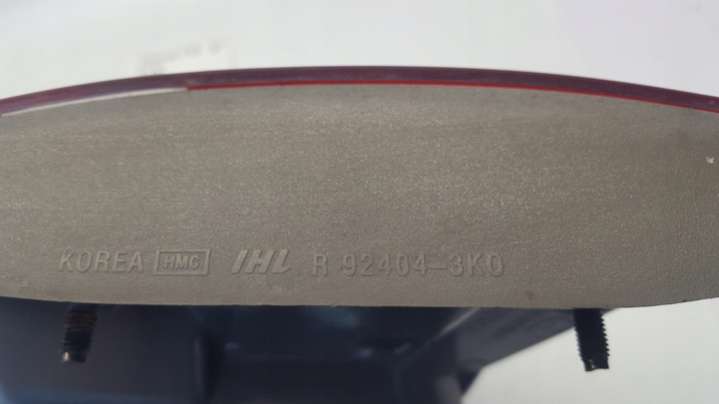 KOREA HMC IHL R 92404-3K0